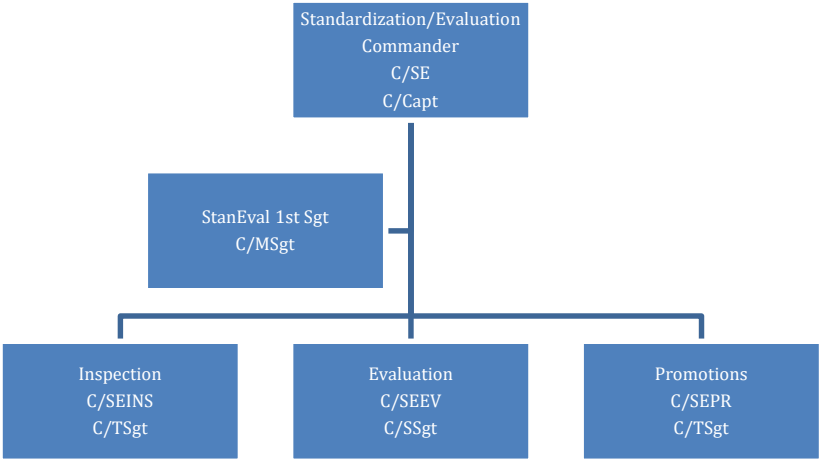 Standardization/Evaluation
Commander
C/SE
C/Capt
StanEval 1st Sgt
C/MSgt
Inspection
C/SEINS
C/TSgt
Evaluation
C/SEEV
C/SSgt
Promotions
C/SEPR
C/TSgt